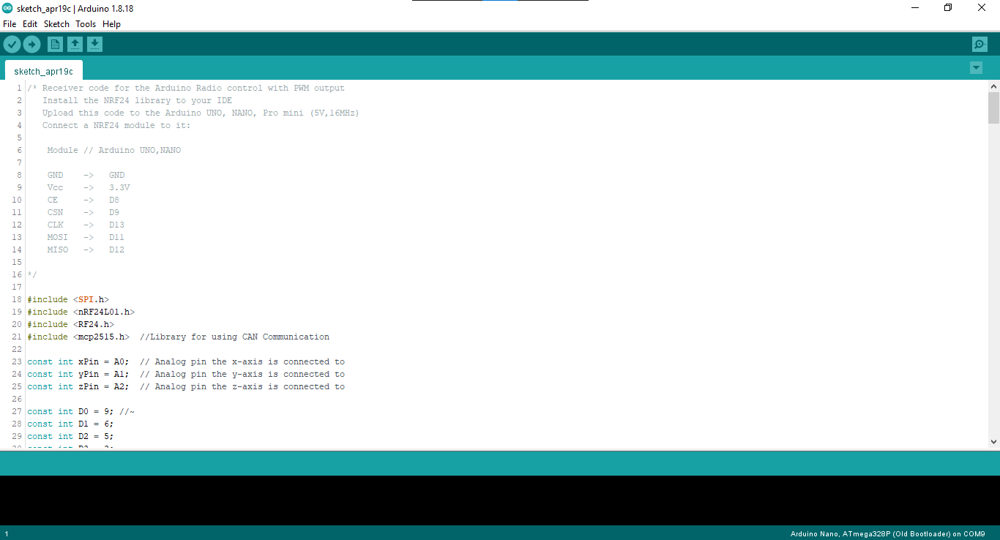 sketch_apr19c | Arduino 1.8.18
File Edit Sketch Tools Help
sketch_apr19c
1 /* Receiver code for the Arduino Radio control with PWM output
2 Install the NRF24 library to your IDE
3 Upload this code to the Arduino UNO, NANO, Pro mini (5V,16MHz)
4 Connect a NRF24 module to it:
5
6 Module // Arduino UNO,NANO
7
8 GND -> GND
9 Vcc -> 3.3V
10 CE -> D8
11 CSN -> D9
12 CLK -> D13
13 MOSI -> D11
14 MISO -> D12
15
16 */
17
18 #include <SPI.h>
19 #include <nRF24L01.h>
20 #include <RF24.h>
21 #include <mcp2515.h> //Library for using CAN Communication
22
23 const int xPin = A0; // Analog pin the x-axis is connected to
24 const int yPin = A1; // Analog pin the y-axis is connected to
25 const int zPin = A2; // Analog pin the z-axis is connected to
26
27 const int D0 = 9; //~
28 const int D1 = 6;
29 const int D2 = 5;
1
Arduino Nano, ATmega328P (Old Bootloader) on COM9